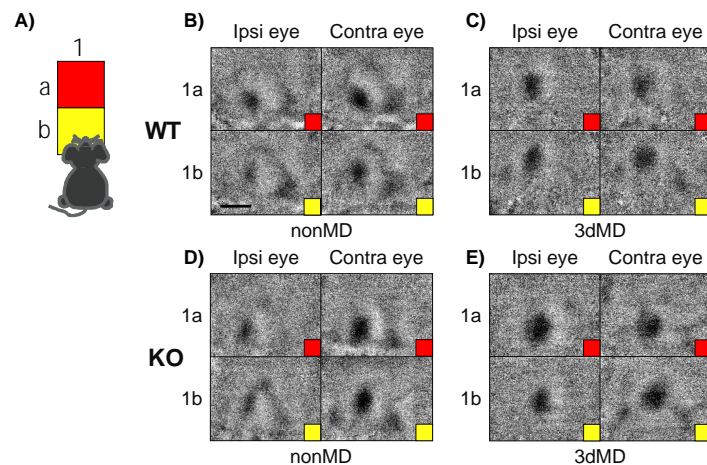 A)
1
a
b
WT
KO
B)
Ipsi eye Contra eye
1a
1b
nonMD
C)
Ipsi eye Contra eye
1a
1b
3dMD
D)
Ipsi eye Contra eye
1a
1b
nonMD
E)
Ipsi eye Contra eye
1a
1b
3dMD